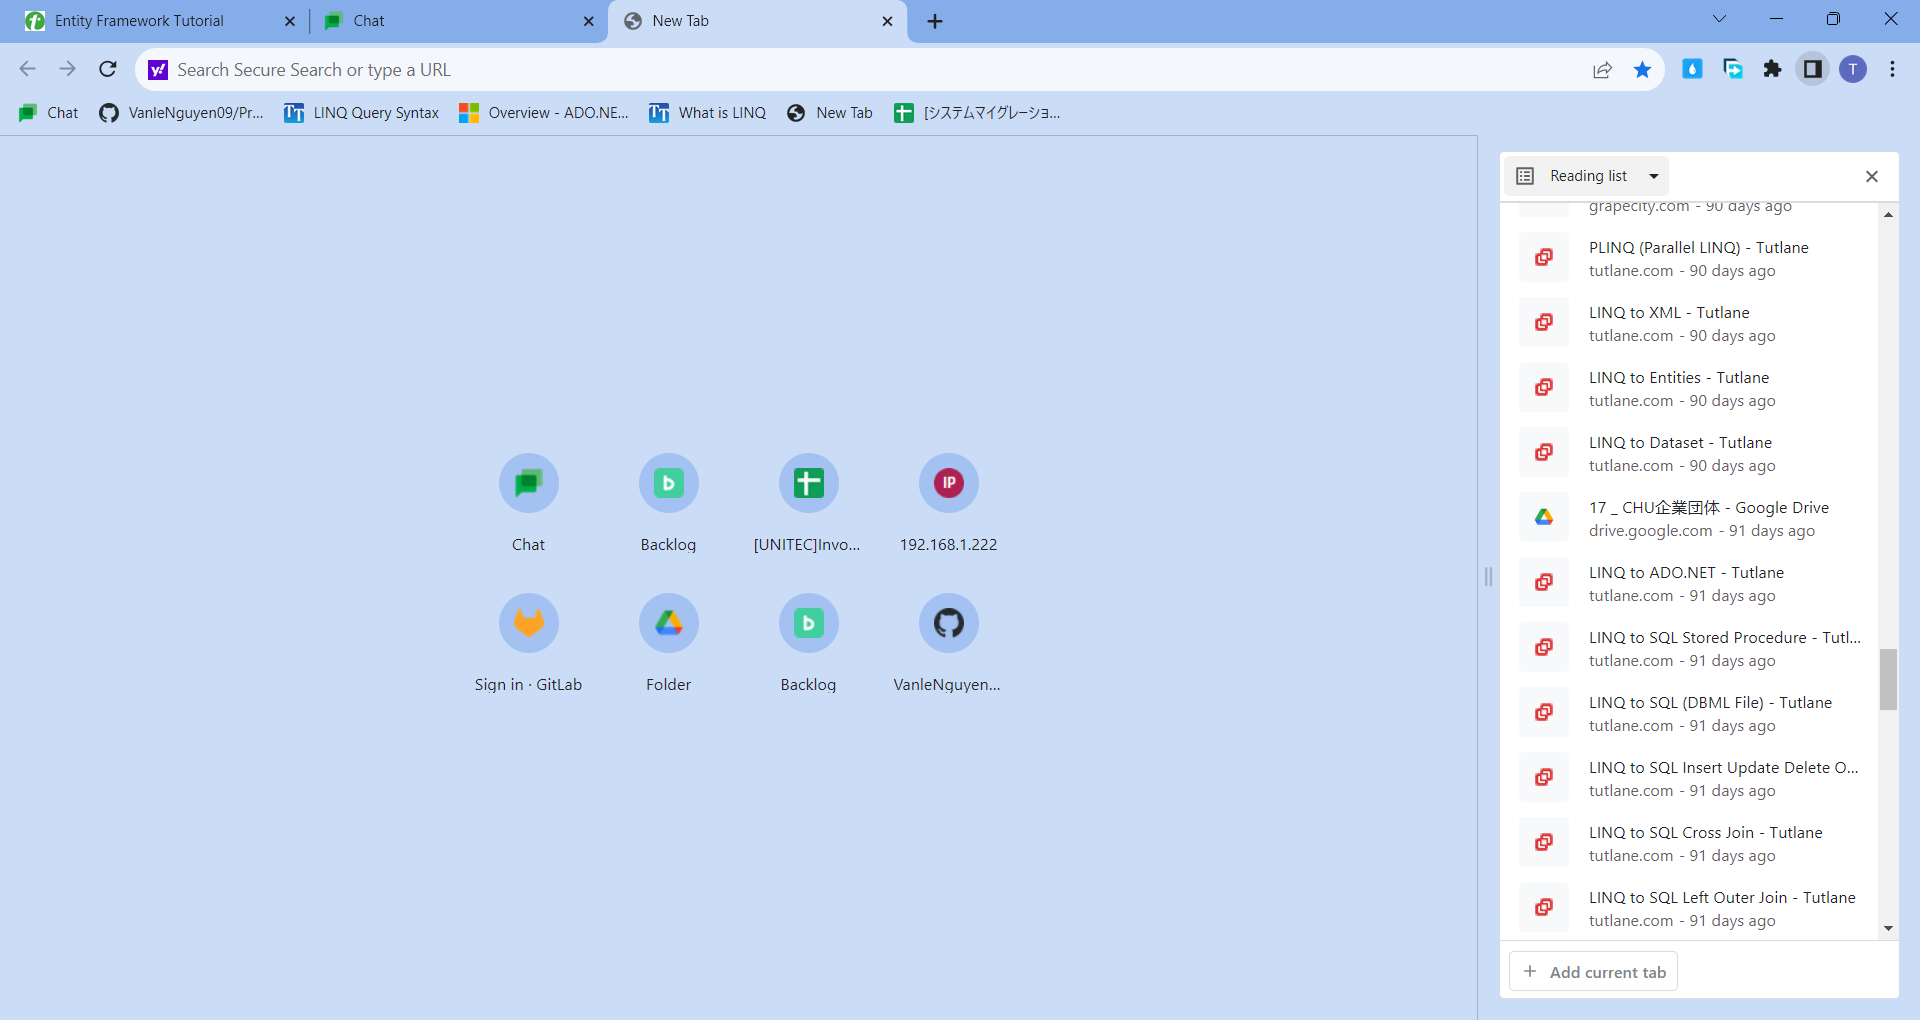 Entity Framework Tutorial
Chat
New Tab
Search Secure Search or type a URL
T
Chat
VanleNguyen09/Pr...
LINQ Query Syntax
Overview - ADO.NE...
What is LINQ
New Tab
[システムマイグレーショ...
Reading list
grapecity.com - 90 days ago
PLINQ (Parallel LINQ) - Tutlane
tutlane.com - 90 days ago
LINQ to XML - Tutlane
tutlane.com - 90 days ago
LINQ to Entities - Tutlane
tutlane.com - 90 days ago
LINQ to Dataset - Tutlane
tutlane.com - 90 days ago
17 _ CHU企業団体 - Google Drive
drive.google.com - 91 days ago
LINQ to ADO.NET - Tutlane
tutlane.com - 91 days ago
LINQ to SQL Stored Procedure - Tutl...
tutlane.com - 91 days ago
LINQ to SQL (DBML File) - Tutlane
tutlane.com - 91 days ago
LINQ to SQL Insert Update Delete O...
tutlane.com - 91 days ago
LINQ to SQL Cross Join - Tutlane
tutlane.com - 91 days ago
LINQ to SQL Left Outer Join - Tutlane
tutlane.com - 91 days ago
Add current tab
IP
Chat
Backlog
[UNITEC]Invo...
192.168.1.222
Sign in · GitLab
Folder
Backlog
VanleNguyen...